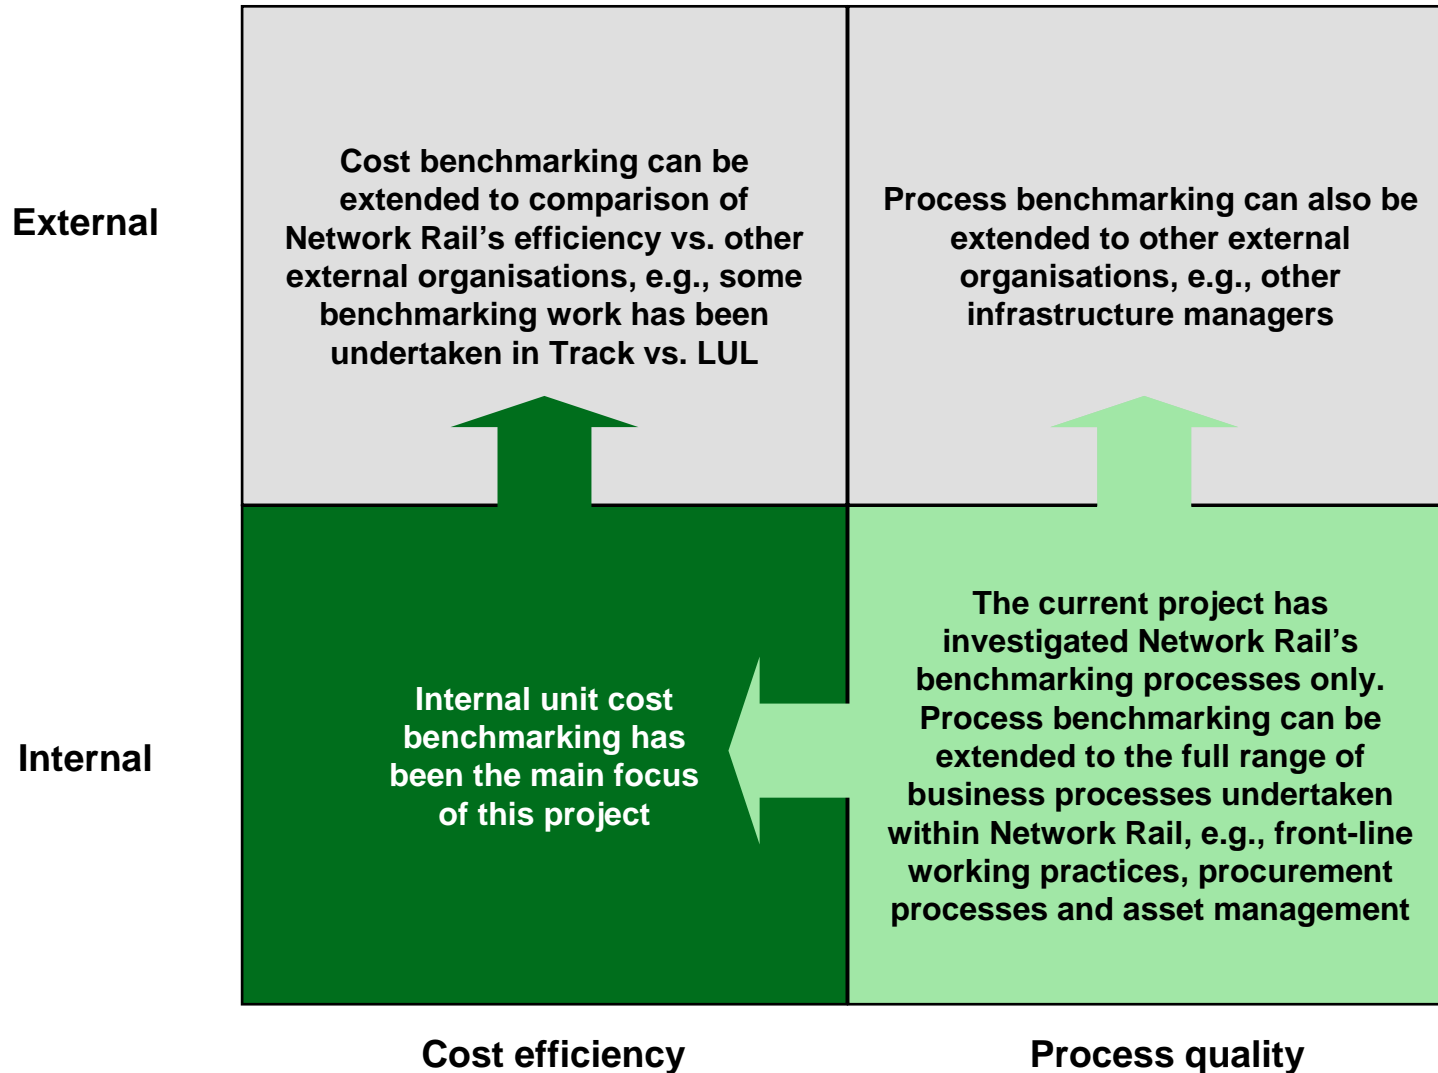 External
Cost benchmarking can be
extended to comparison of
Network Rail’s efficiency vs. other
external organisations, e.g., some
benchmarking work has been
undertaken in Track vs. LUL
Process benchmarking can also be
extended to other external
organisations, e.g., other
infrastructure managers
Internal
Internal unit cost
benchmarking has
been the main focus
of this project
The current project has
investigated Network Rail’s
benchmarking processes only.
Process benchmarking can be
extended to the full range of
business processes undertaken
within Network Rail, e.g., front-line
working practices, procurement
processes and asset management
Cost efficiency
Process quality